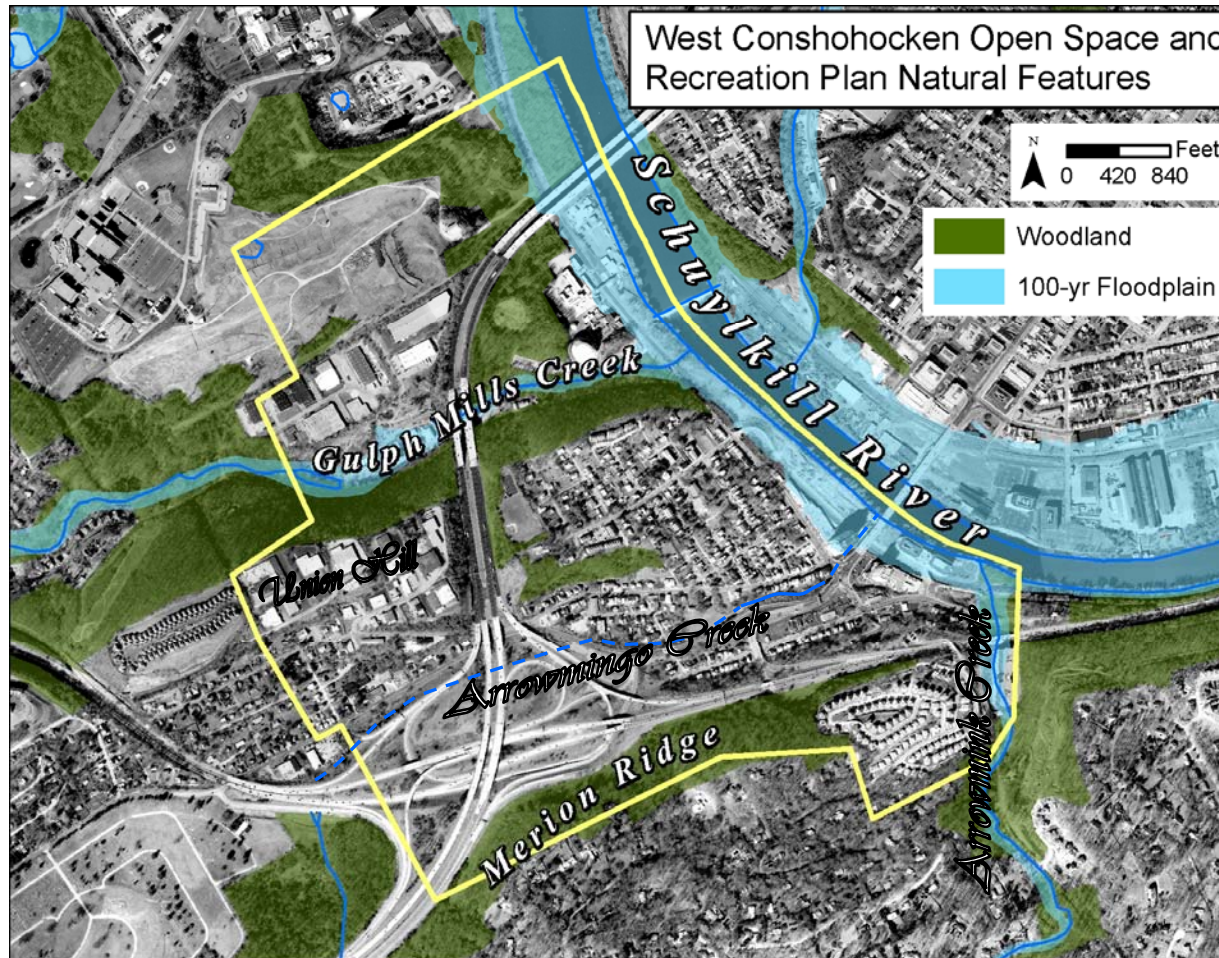 West Conshohocken Open Space and
Recreation Plan Natural Features
N
Feet
0 420 840
Woodland
100-yr Floodplain
Schuylkill River
Gulph Mills Creek
Union Hill
Arrowmingo Creek
Arrowmunk Creek
Merion Ridge